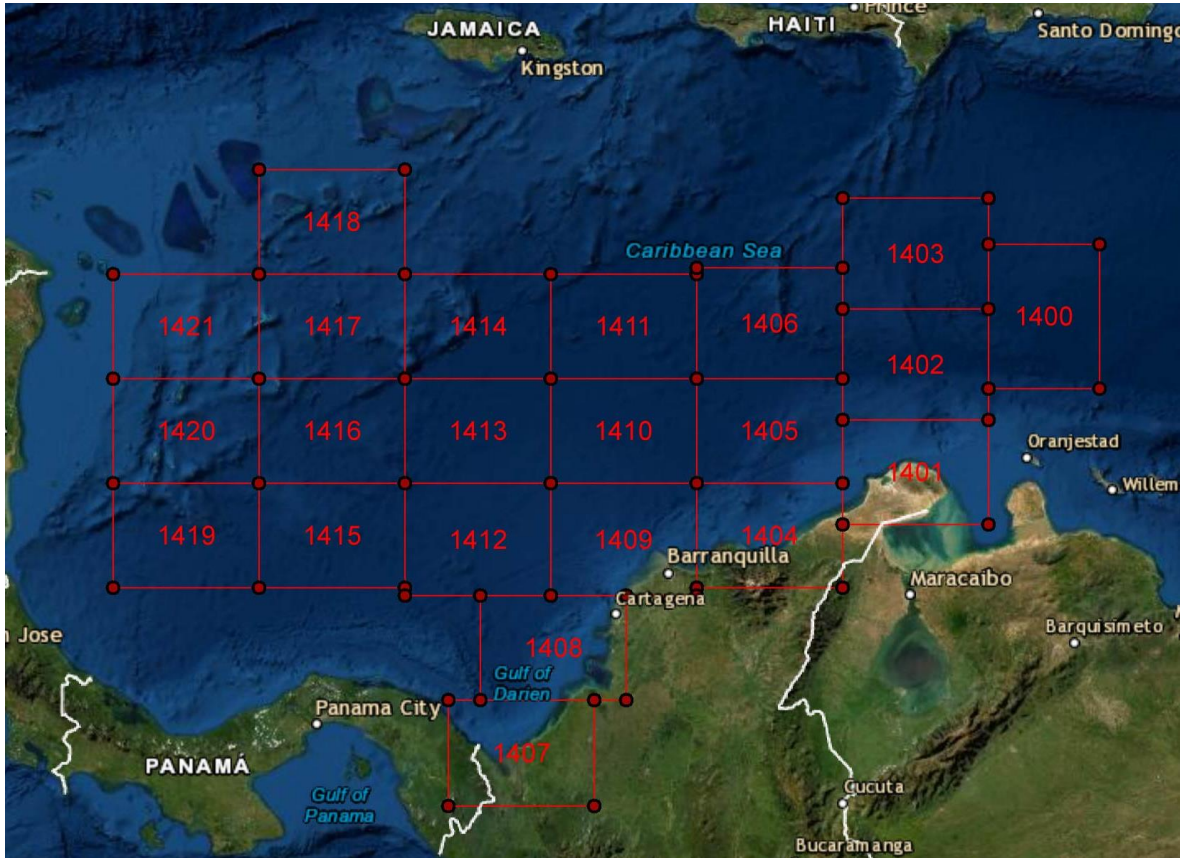 Prince
JAMAICA
HAITI
Santo Domingo
Kingston
1418
Caribbean Sea
1403
1400
1421
1417
1414
1411
1406
1402
1420
1416
1413
1410
1405
Oranjestad
1401
Willem
1419
1415
1412
1409
1404
Barranquilla
Maracaibo
Cartagena
n Jose
1408
Barquisimeto
Gulf of
Darien
Panama City
1407
PANAMÁ
Gulf of
Panama
Cucuta
Bucaramanga